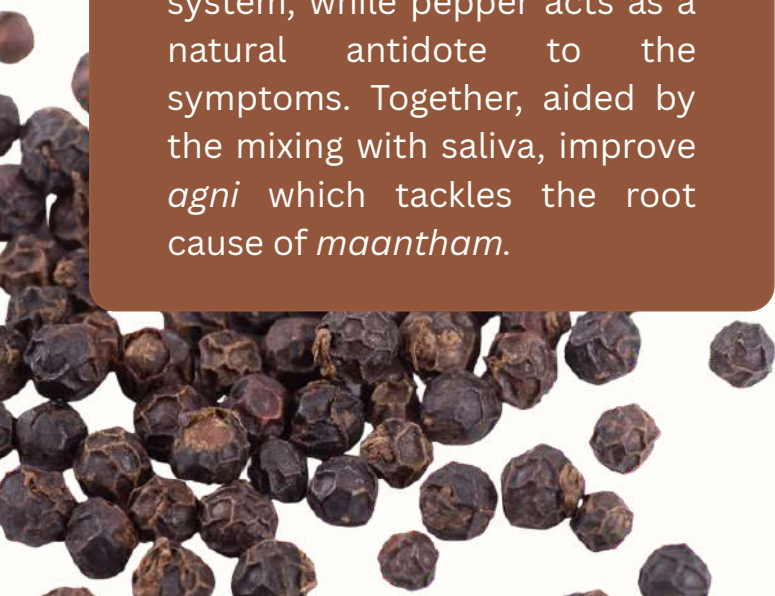 system, while pepper acts as a
natural antidote to the
symptoms. Together, aided by
the mixing with saliva, improve
agni which tackles the root
cause of maantham.